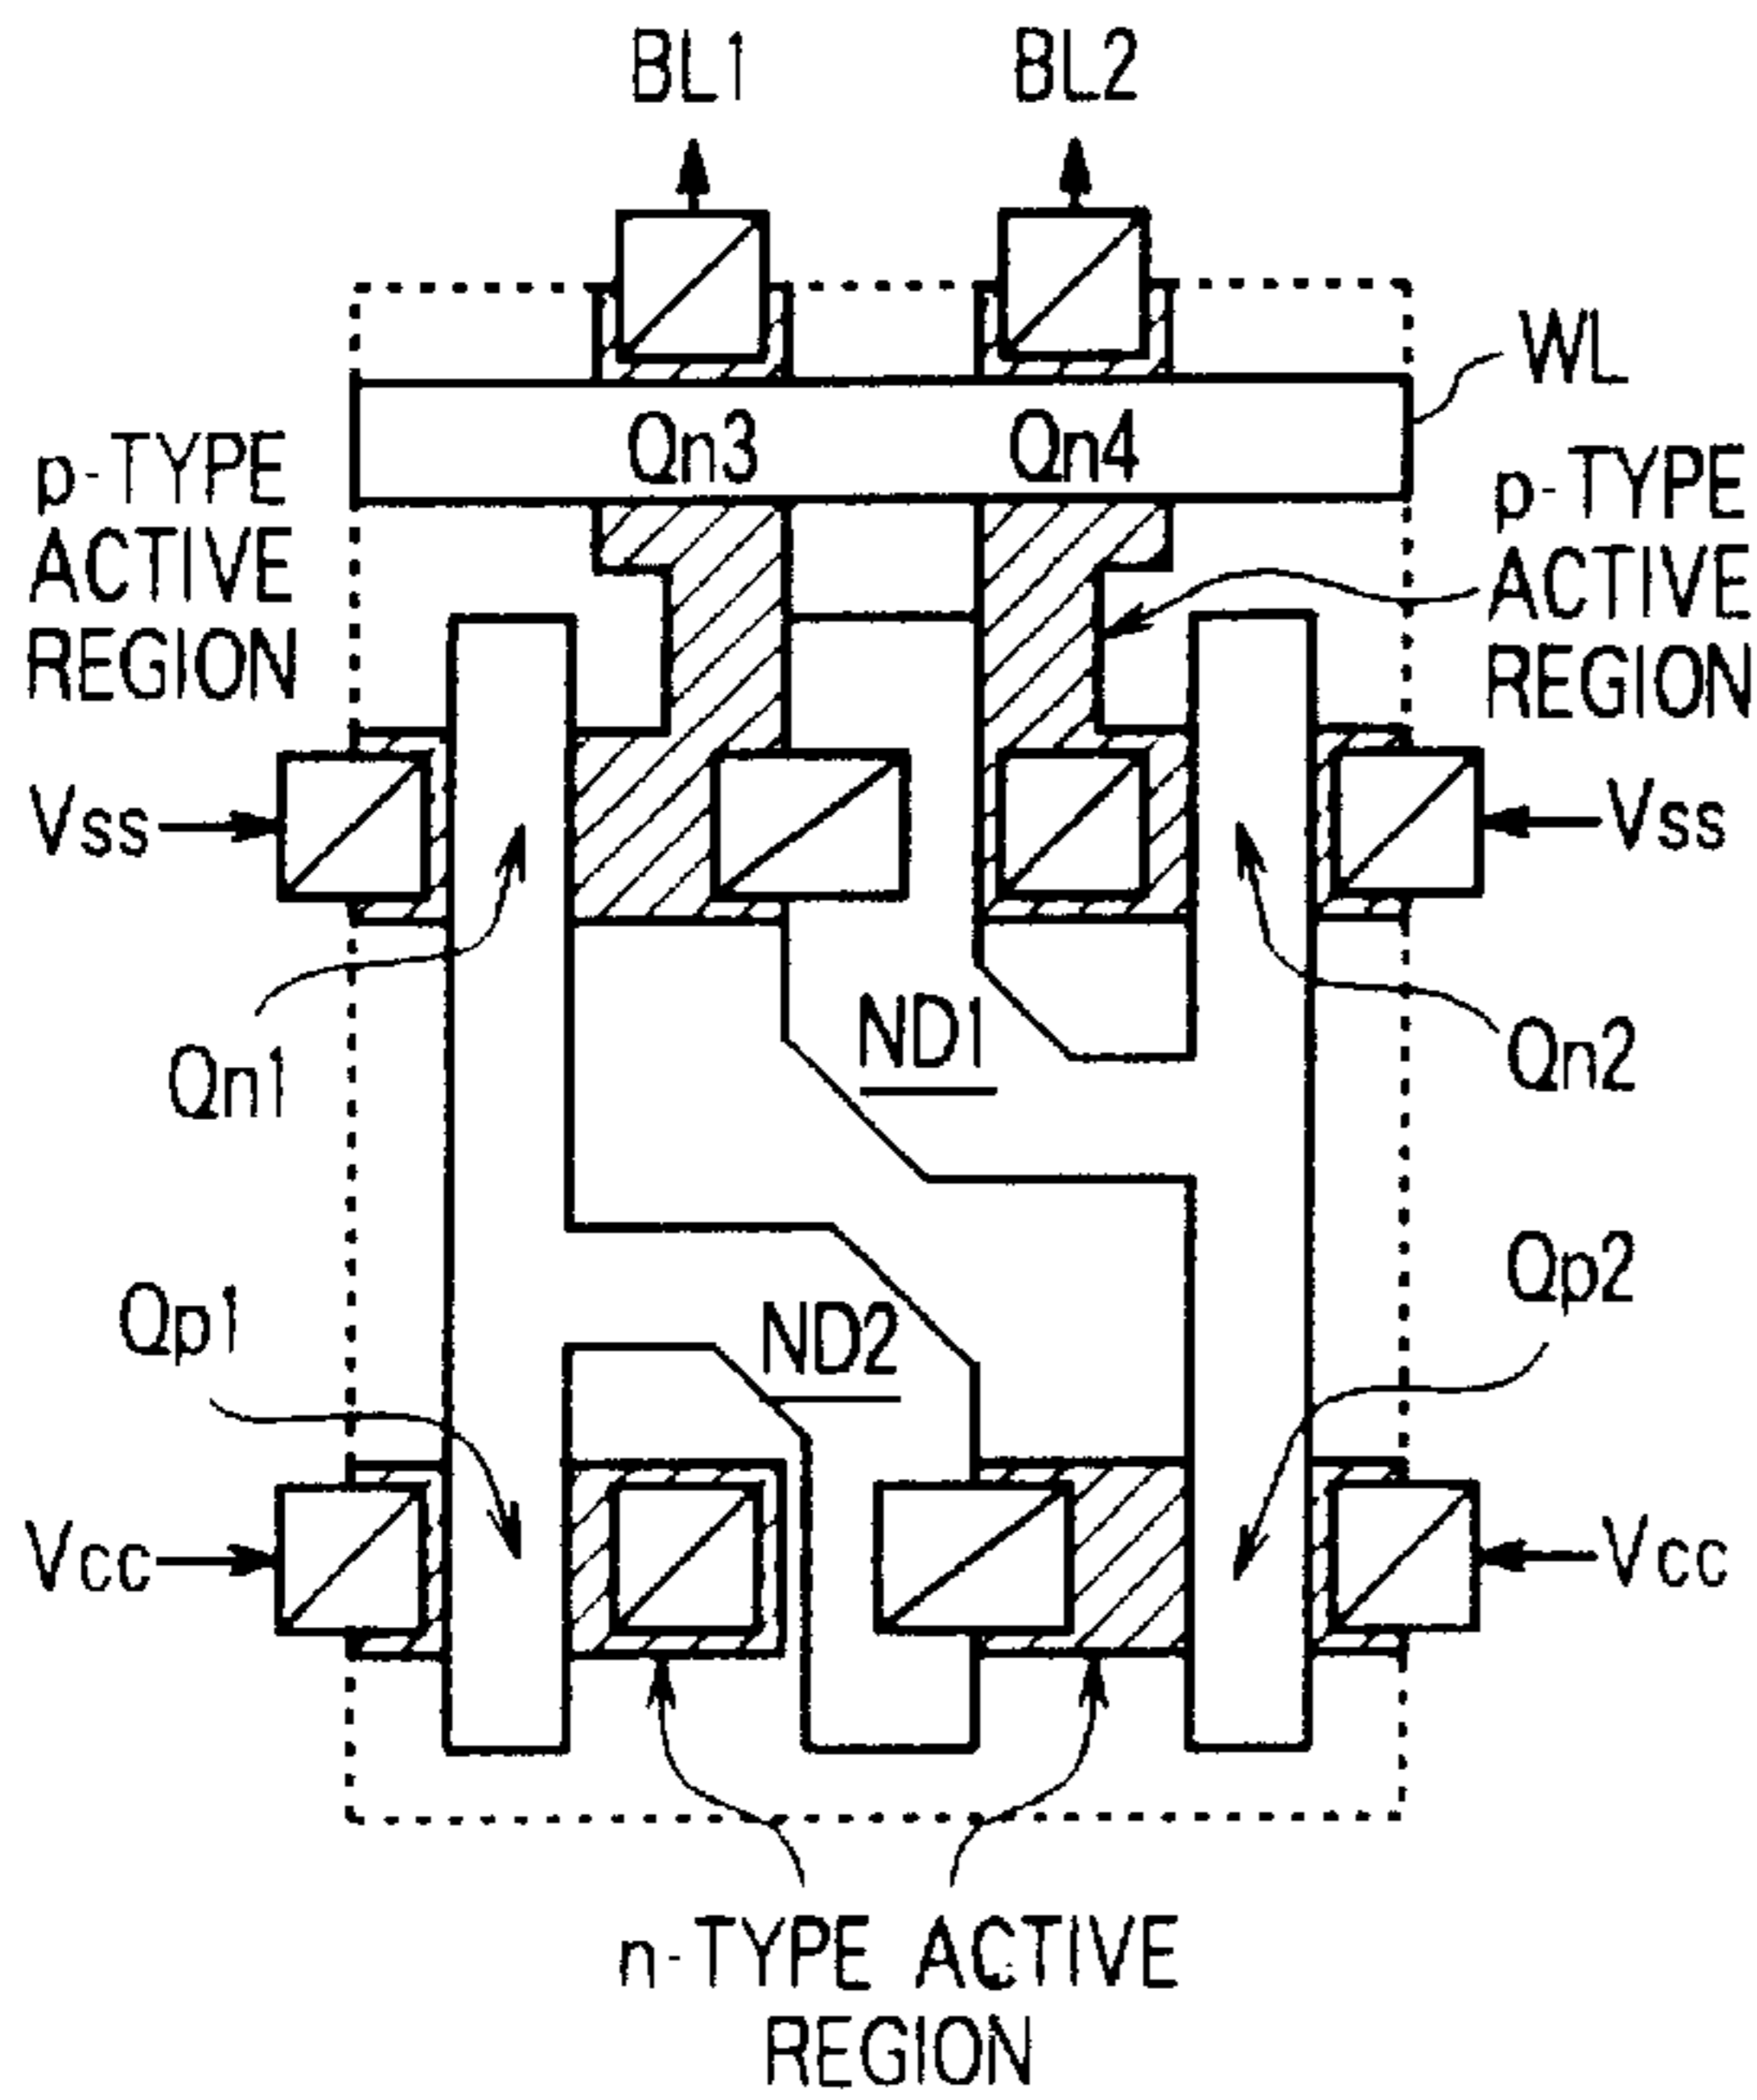 BL1
BL2
WL
Qn3
Qn4
p-TYPE
ACTIVE
REGION
p-TYPE
ACTIVE
REGION
Vss
Vss
ND1
Qn1
Qn2
Qp1
ND2
Qp2
Vcc
Vcc
n-TYPE ACTIVE
REGION